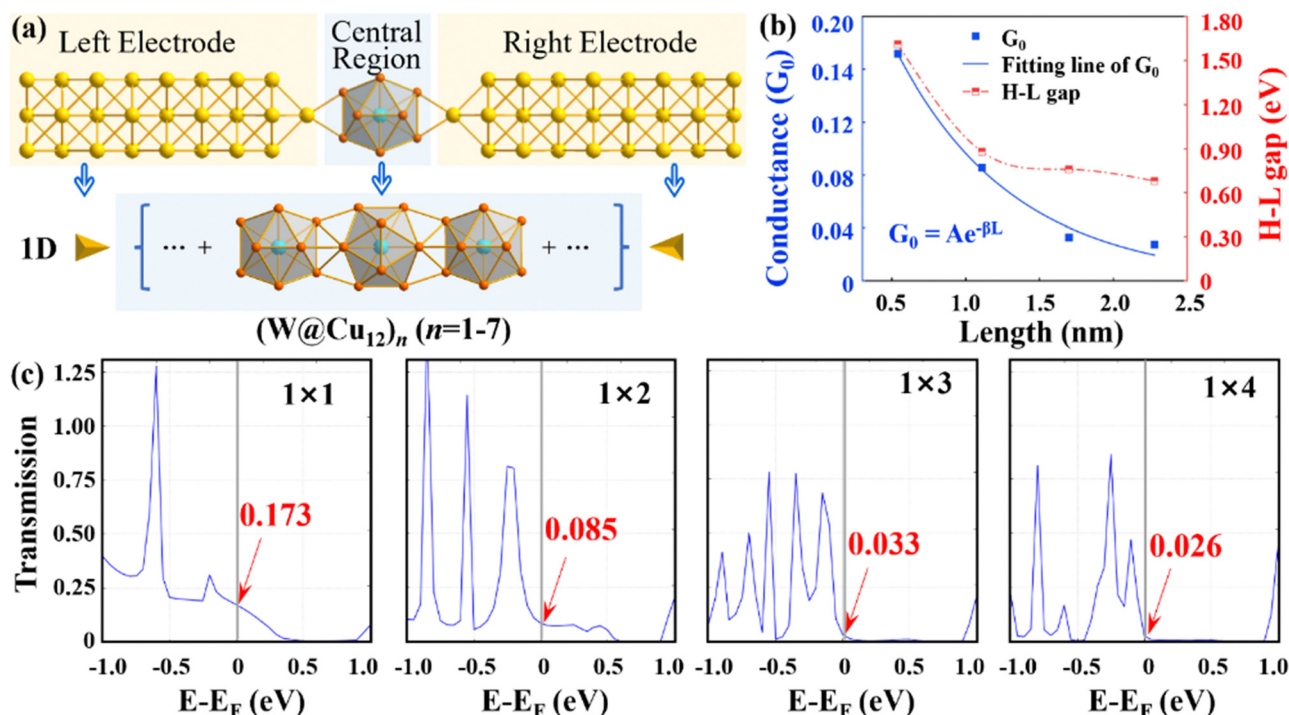 (a)
Left Electrode
Central
Region
Right Electrode
1D
... +
+ ...
(W@Cu₁₂)ₙ (n=1-7)
(b)
Conductance (G₀)
0.20
0.14
0.12
0.08
0.04
0
G₀
Fitting line of G₀
H-L gap
G₀ = Ae^-βL
1.80
1.50
1.20
0.90
0.60
0.30
0
H-L gap (eV)
0.5 1.0 1.5 2.0 2.5
Length (nm)
(c)
Transmission
1.25
1.00
0.75
0.50
0.25
0
1×1
0.173
-1.0 -0.5 0 0.5 1.0
E-E_F (eV)
1×2
0.085
-1.0 -0.5 0 0.5 1.0
E-E_F (eV)
1×3
0.033
-1.0 -0.5 0 0.5 1.0
E-E_F (eV)
1×4
0.026
-1.0 -0.5 0 0.5 1.0
E-E_F (eV)